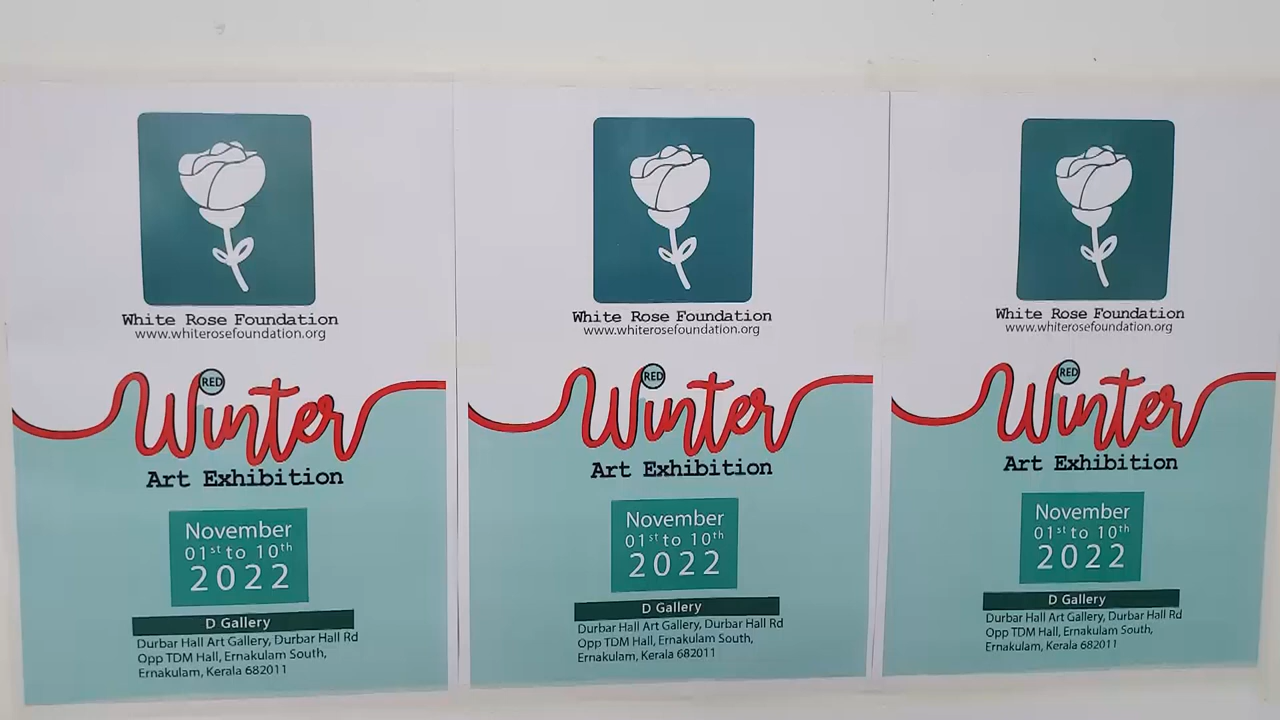 White Rose Foundation
www.whiterosefoundation.org
RED
Winter
Art Exhibition
November
01st to 10th
2022
D Gallery
Durbar Hall Art Gallery, Durbar Hall Rd
Opp TDM Hall, Ernakulam South,
Ernakulam, Kerala 682011
White Rose Foundation
www.whiterosefoundation.org
RED
Winter
Art Exhibition
November
01st to 10th
2022
D Gallery
Durbar Hall Art Gallery, Durbar Hall Rd
Opp TDM Hall, Ernakulam South,
Ernakulam, Kerala 682011
White Rose Foundation
www.whiterosefoundation.org
RED
Winter
Art Exhibition
November
01st to 10th
2022
D Gallery
Durbar Hall Art Gallery, Durbar Hall Rd
Opp TDM Hall, Ernakulam South,
Ernakulam, Kerala 682011